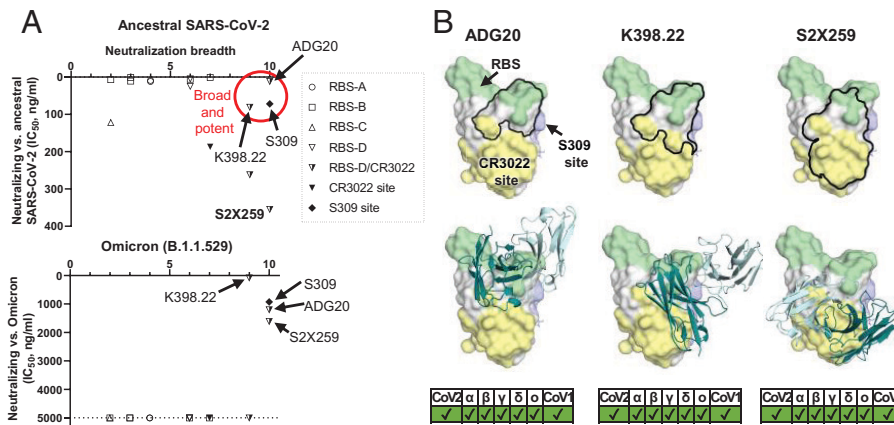 A
Ancestral SARS-CoV-2
Neutralization breadth
0 5 10
ADG20
0
100
200
300
400
Neutralizing vs. ancestral
SARS-CoV-2 (IC50, ng/ml)
Broad
and
potent
K398.22
S309
S2X259
RBS-A
RBS-B
RBS-C
RBS-D
RBS-D/CR3022
CR3022 site
S309 site
Omicron (B.1.1.529)
0 5 10
0
1000
2000
3000
4000
5000
Neutralizing vs. Omicron
(IC50, ng/ml)
K398.22
S309
ADG20
S2X259
B
ADG20 K398.22 S2X259
RBS
S309
site
CR3022
site
CoV2 α β γ δ ο CoV1 CoV2 α β γ δ ο CoV1 CoV2 α β γ δ ο CoV
✓ ✓ ✓ ✓ ✓ ✓ ✓ ✓ ✓ ✓ ✓ ✓ ✓ ✓ ✓ ✓ ✓ ✓ ✓ ✓ ✓